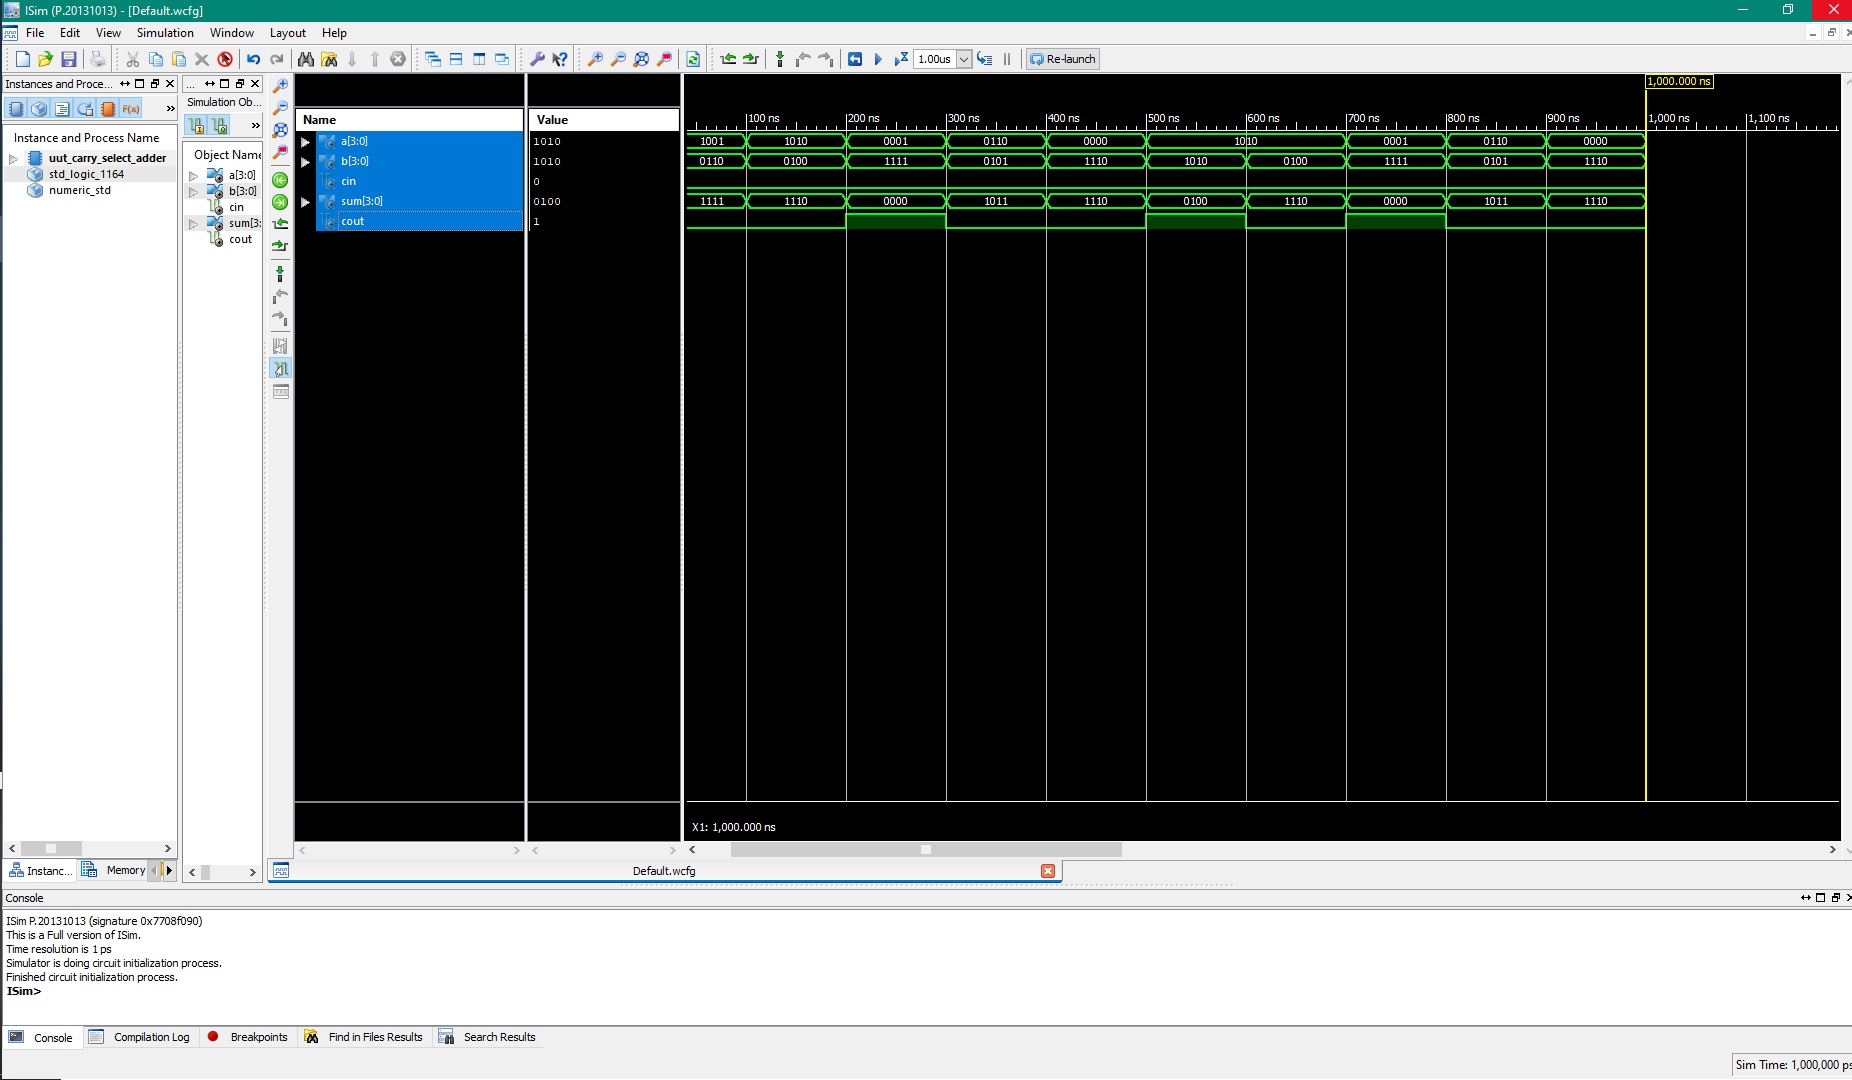 ISim (P.20131013) - [Default.wcfg]
File Edit View Simulation Window Layout Help
1.00us Re-launch
Instances and Proce...
F(x) »
Instance and Process Name
uut_carry_select_adder
std_logic_1164
numeric_std
Instanc... Memory
...
Simulation Ob...
»
Object Name
a[3:0]
b[3:0]
cin
sum[3:
cout
Name Value
a[3:0] 1010
b[3:0] 1010
cin 0
sum[3:0] 0100
cout 1
1,000.000 ns
100 ns 200 ns 300 ns 400 ns 500 ns 600 ns 700 ns 800 ns 900 ns 1,000 ns 1,100 ns
1001 1010 0001 0110 0000 1010 0001 0110 0000
0110 0100 1111 0101 1110 1010 0100 1111 0101 1110
1111 1110 0000 1011 1110 0100 1110 0000 1011 1110
X1: 1,000.000 ns
Default.wcfg
Console
ISim P.20131013 (signature 0x7708f090)
This is a Full version of ISim.
Time resolution is 1 ps
Simulator is doing circuit initialization process.
Finished circuit initialization process.
ISim>
Console Compilation Log Breakpoints Find in Files Results Search Results
Sim Time: 1,000,000 ps